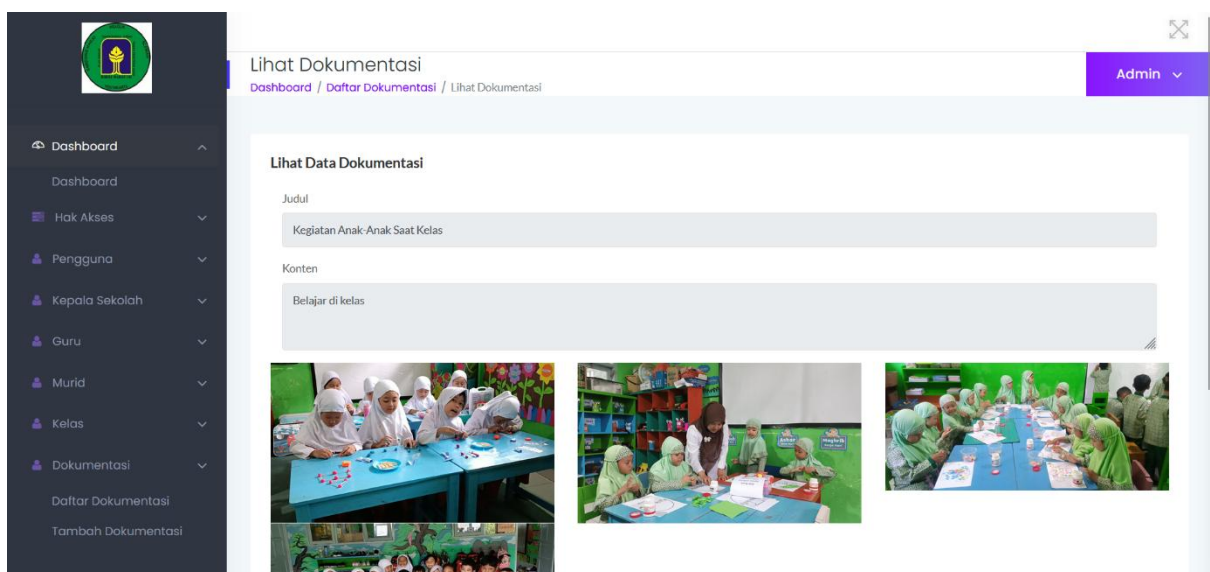 Lihat Dokumentasi
Dashboard / Daftar Dokumentasi / Lihat Dokumentasi
Admin
Dashboard
Dashboard
Hak Akses
Pengguna
Kepala Sekolah
Guru
Murid
Kelas
Dokumentasi
Daftar Dokumentasi
Tambah Dokumentasi
Lihat Data Dokumentasi
Judul
Kegiatan Anak-Anak Saat Kelas
Konten
Belajar di kelas